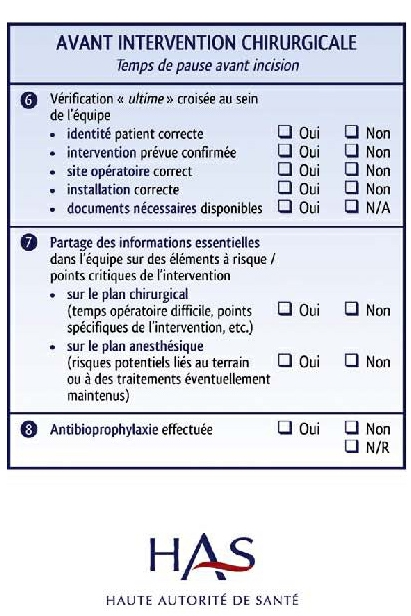 AVANT INTERVENTION CHIRURGICALE
Temps de pause avant incision
6 Vérification « ultime » croisée au sein
de l'équipe
• identité patient correcte ❑ Oui ❑ Non
• intervention prévue confirmée ❑ Oui ❑ Non
• site opératoire correct ❑ Oui ❑ Non
• installation correcte ❑ Oui ❑ Non
• documents nécessaires disponibles ❑ Oui ❑ N/A
7 Partage des informations essentielles
dans l'équipe sur des éléments à risque /
points critiques de l'intervention
• sur le plan chirurgical
(temps opératoire difficile, points ❑ Oui ❑ Non
spécifiques de l'intervention, etc.)
• sur le plan anesthésique
(risques potentiels liés au terrain ❑ Oui ❑ Non
ou à des traitements éventuellement
maintenus)
8 Antibioprophylaxie effectuée ❑ Oui ❑ Non
❑ N/R
HAS
HAUTE AUTORITÉ DE SANTÉ